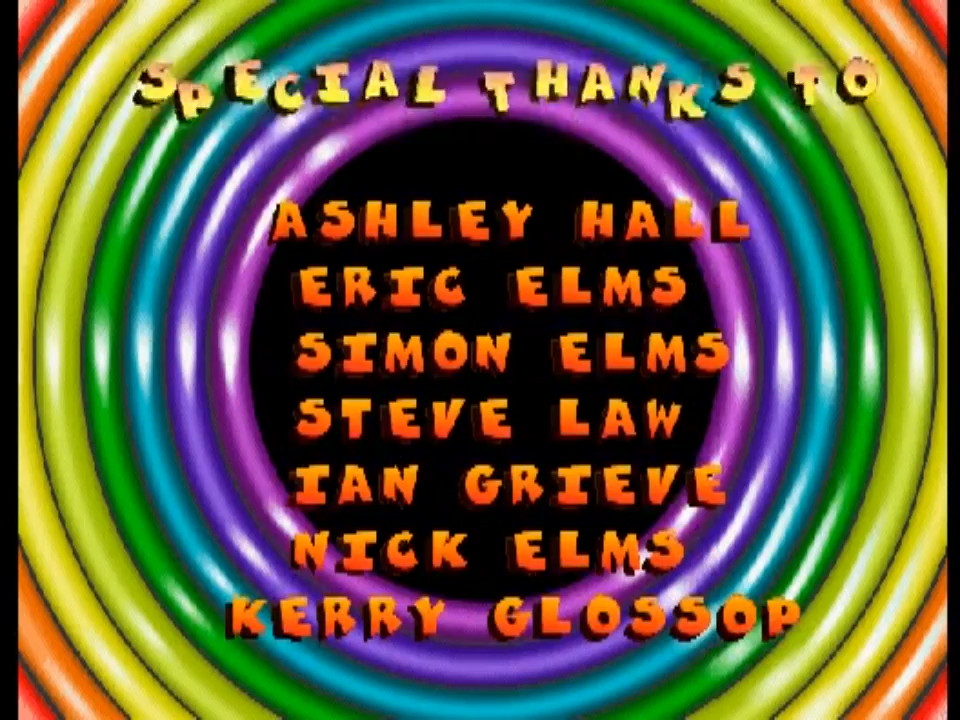 SPECIAL THANKS TO
ASHLEY HALL
ERIC ELMS
SIMON ELMS
STEVE LAW
IAN GRIEVE
NICK ELMS
KERRY GLOSSOP